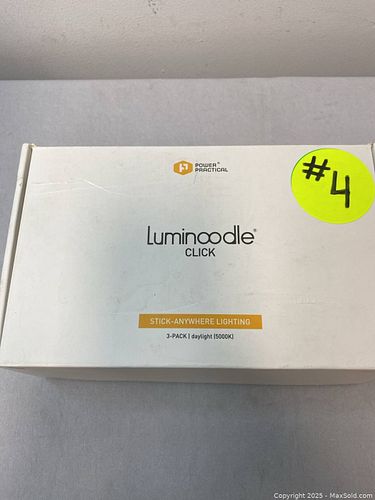 POWER®
PRACTICAL
#4
Luminoodle®
CLICK
STICK-ANYWHERE LIGHTING
3-PACK | daylight (5000K)
Copyright 2025 - MaxSold.com